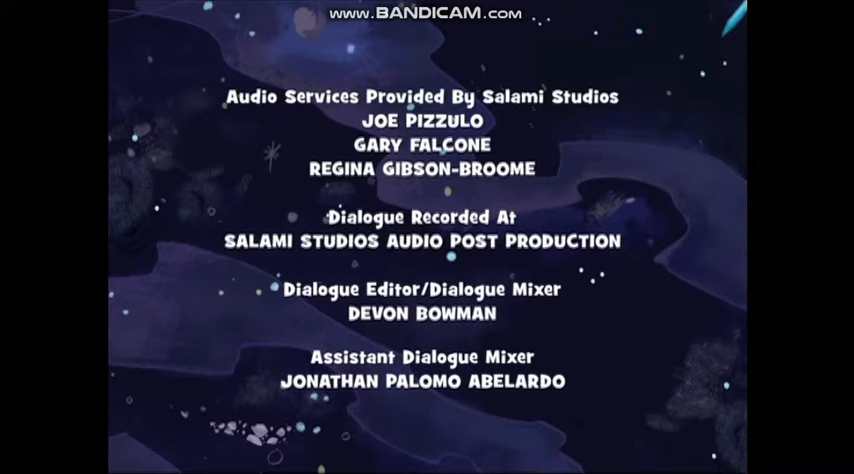 www.BANDICAM.com
Audio Services Provided By Salami Studios
JOE PIZZULO
GARY FALCONE
REGINA GIBSON-BROOME
Dialogue Recorded At
SALAMI STUDIOS AUDIO POST PRODUCTION
Dialogue Editor/Dialogue Mixer
DEVON BOWMAN
Assistant Dialogue Mixer
JONATHAN PALOMO ABELARDO